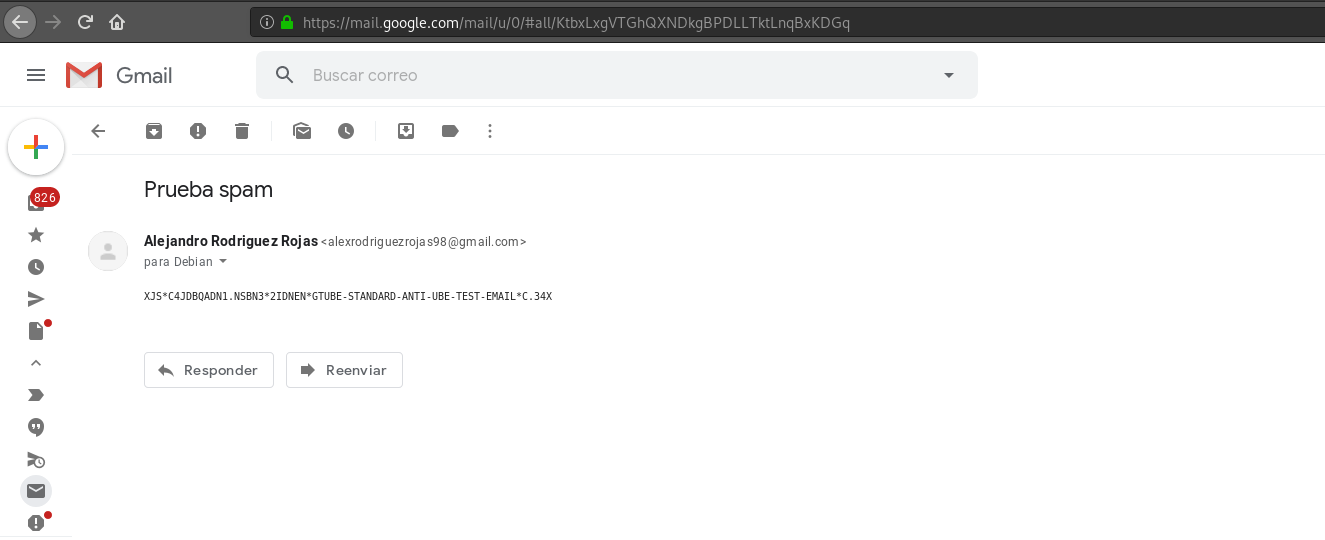 https://mail.google.com/mail/u/0/#all/KtbxLxgVTGhQXNDkgBPDLLTktLnqBxKDGq
Gmail
Buscar correo
Prueba spam
826
Alejandro Rodriguez Rojas <alexrodriguezrojas98@gmail.com>
para Debian
XJS*C4JDBQADN1.NSBN3*2IDNEN*GTUBE-STANDARD-ANTI-UBE-TEST-EMAIL*C.34X
Responder
Reenviar